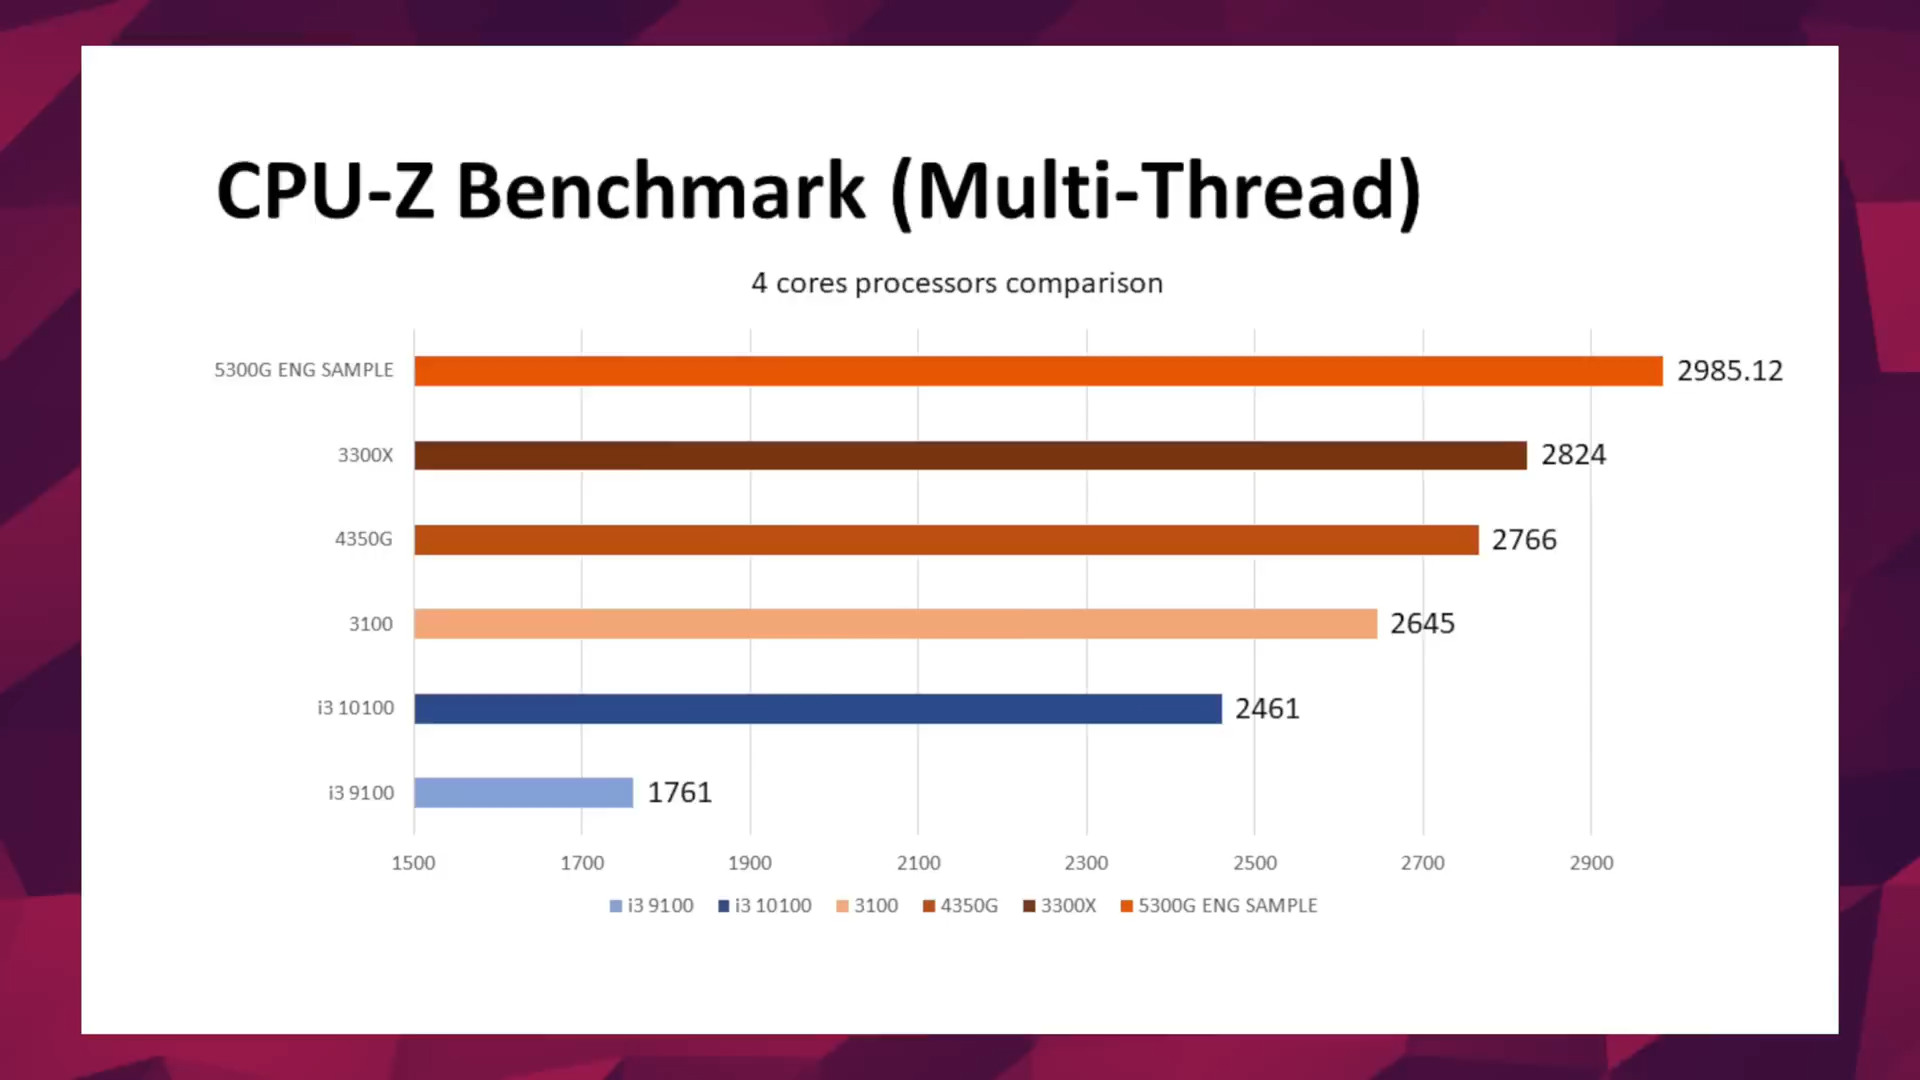 CPU-Z Benchmark (Multi-Thread)
4 cores processors comparison
5300G ENG SAMPLE 2985.12
3300X 2824
4350G 2766
3100 2645
i3 10100 2461
i3 9100 1761
1500 1700 1900 2100 2300 2500 2700 2900
i3 9100 i3 10100 3100 4350G 3300X 5300G ENG SAMPLE